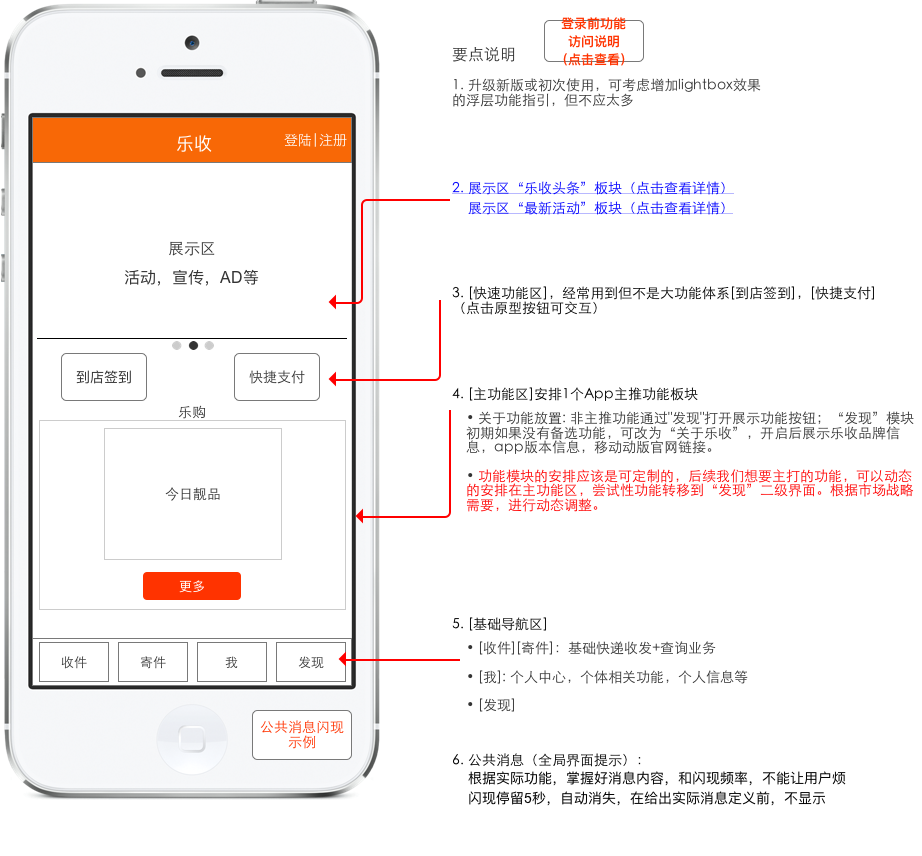 乐收
登陆|注册
展示区
活动，宣传，AD等
到店签到
快捷支付
乐购
今日靓品
更多
收件
寄件
我
发现
公共消息闪现
示例
要点说明
登录前功能
访问说明
（点击查看）
1. 升级新版或初次使用，可考虑增加lightbox效果
的浮层功能指引，但不应太多
2. 展示区“乐收头条”板块（点击查看详情）
展示区“最新活动”板块（点击查看详情）
3. [快速功能区]，经常用到但不是大功能体系[到店签到]，[快捷支付]
（点击原型按钮可交互）
4. [主功能区]安排1个App主推功能板块
• 关于功能放置: 非主推功能通过"发现"打开展示功能按钮；“发现”模块
初期如果没有备选功能，可改为“关于乐收”，开启后展示乐收品牌信
息，app版本信息，移动动版官网链接。
• 功能模块的安排应该是可定制的，后续我们想要主打的功能，可以动态
的安排在主功能区，尝试性功能转移到“发现”二级界面。根据市场战略
需要，进行动态调整。
5. [基础导航区]
• [收件][寄件]：基础快递收发+查询业务
• [我]: 个人中心，个体相关功能，个人信息等
• [发现]
6. 公共消息（全局界面提示）:
根据实际功能，掌握好消息内容，和闪现频率，不能让用户烦
闪现停留5秒，自动消失，在给出实际消息定义前，不显示